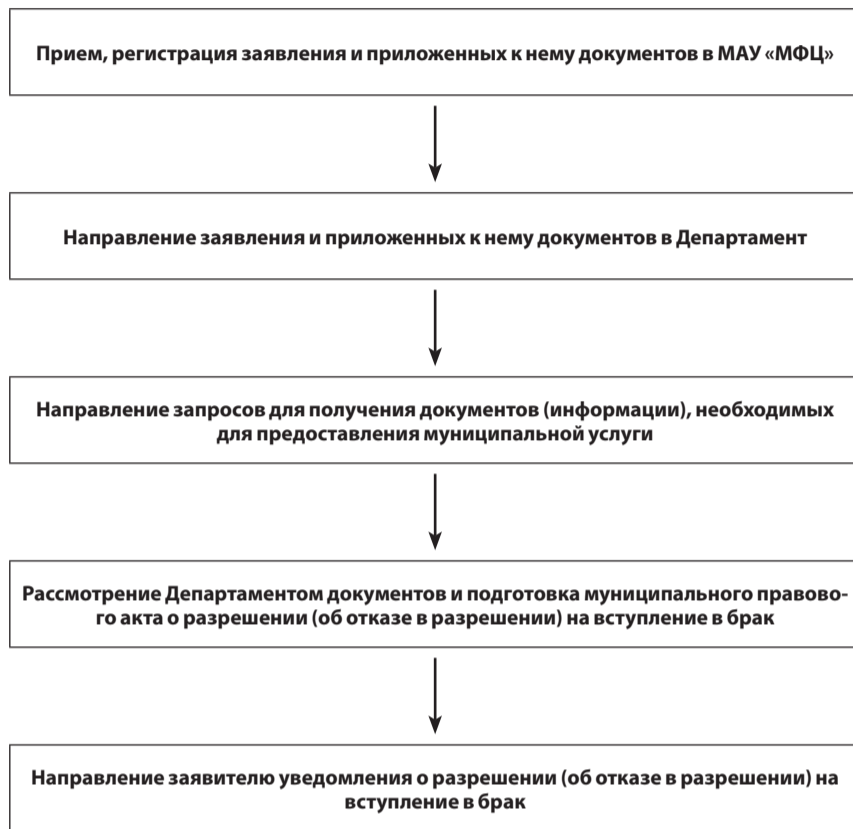 Прием, регистрация заявления и приложенных к нему документов в МАУ «МФЦ»
Направление заявления и приложенных к нему документов в Департамент
Направление запросов для получения документов (информации), необходимых
для предоставления муниципальной услуги
Рассмотрение Департаментом документов и подготовка муниципального правово-
го акта о разрешении (об отказе в разрешении) на вступление в брак
Направление заявителю уведомления о разрешении (об отказе в разрешении) на
вступление в брак